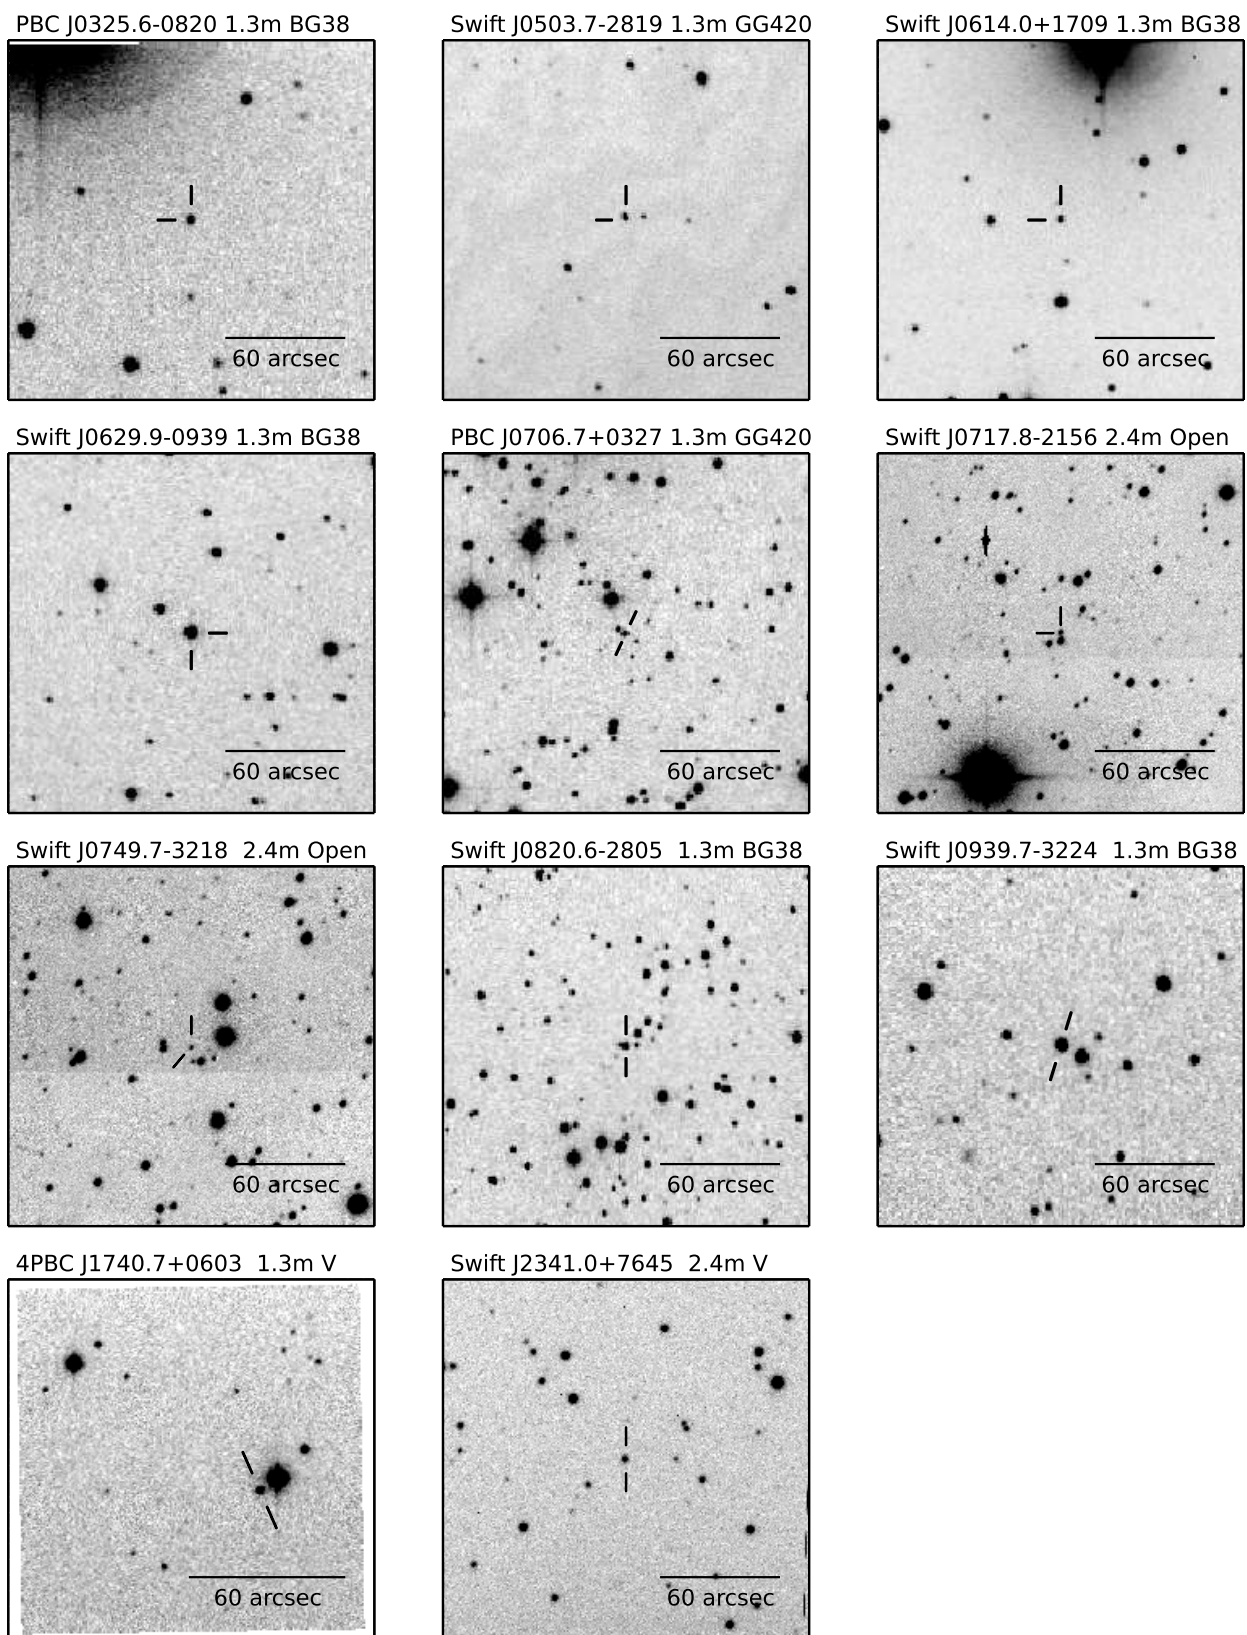 PBC J0325.6-0820 1.3m BG38
60 arcsec
Swift J0503.7-2819 1.3m GG420
60 arcsec
Swift J0614.0+1709 1.3m BG38
60 arcsec
Swift J0629.9-0939 1.3m BG38
60 arcsec
PBC J0706.7+0327 1.3m GG420
60 arcsec
Swift J0717.8-2156 2.4m Open
60 arcsec
Swift J0749.7-3218 2.4m Open
60 arcsec
Swift J0820.6-2805 1.3m BG38
60 arcsec
Swift J0939.7-3224 1.3m BG38
60 arcsec
4PBC J1740.7+0603 1.3m V
60 arcsec
Swift J2341.0+7645 2.4m V
60 arcsec